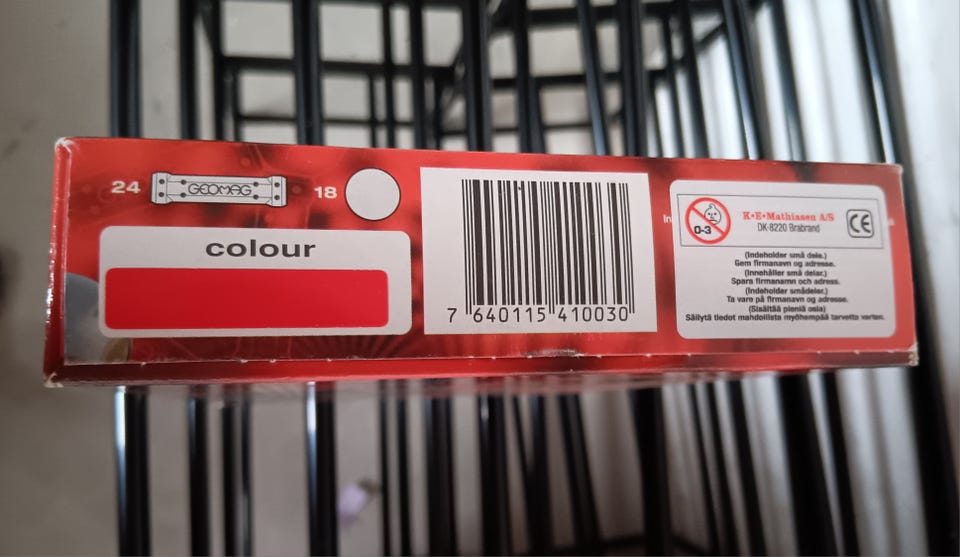 24 GEOMAG 18
colour
7 640115 410030
0-3
K•E•Mathiasen A/S
DK-8220 Brabrand
CE
(Indeholder små dele.)
Gem firmanavn og adresse.
(Innehåller små delar.)
Spara firmanamn och adress.
(Indeholder smådeler.)
Ta vare på firmanavn og adresse.
(Sisältää pieniä osia)
Säilytä tiedot mahdollista myöhempää tarvetta varten.